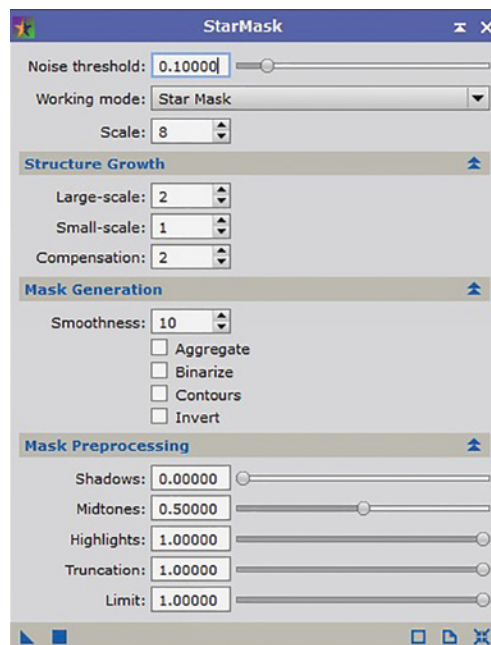 StarMask
Noise threshold: 0.10000
Working mode: Star Mask
Scale: 8
Structure Growth
Large-scale: 2
Small-scale: 1
Compensation: 2
Mask Generation
Smoothness: 10
Aggregate
Binarize
Contours
Invert
Mask Preprocessing
Shadows: 0.00000
Midtones: 0.50000
Highlights: 1.00000
Truncation: 1.00000
Limit: 1.00000